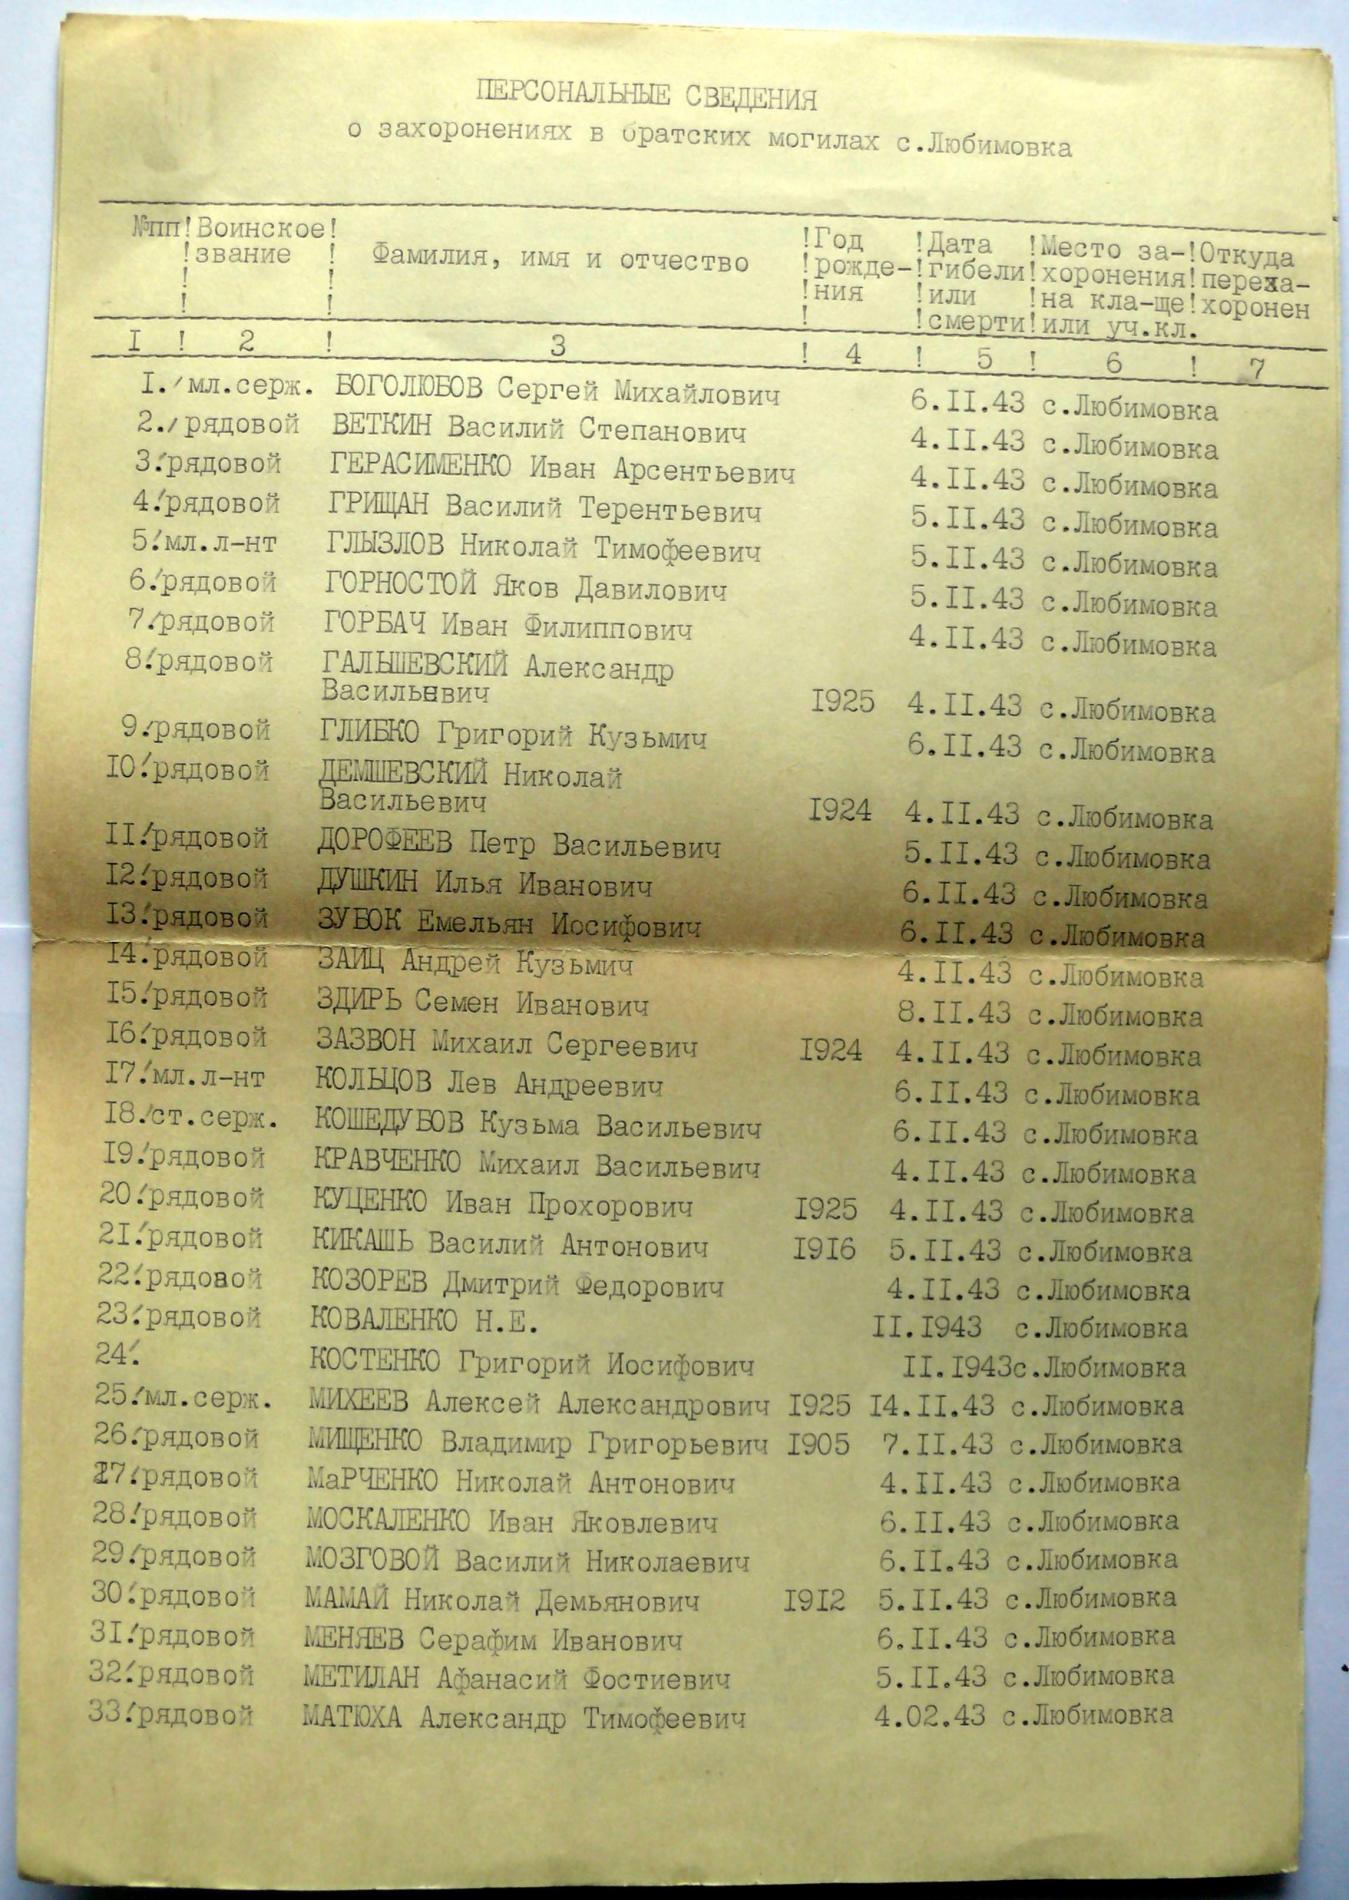 ПЕРСОНАЛЬНЫЕ СВЕДЕНИЯ
о захоронениях в братских могилах с.Любимовка
№пп!Воинское! Фамилия, имя и отчество !Год !Дата !Место за-!Откуда
!звание ! !рожде-!гибели!хоронения!переза-
! ! !ния !или !на кла-ще!хоронен
! ! ! !смерти!или уч.кл.
I ! 2 ! 3 ! 4 ! 5 ! 6 ! 7
I./мл.серж. БОГОЛЮБОВ Сергей Михайлович 6.II.43 с.Любимовка
2./рядовой ВЕТКИН Василий Степанович 4.II.43 с.Любимовка
3./рядовой ГЕРАСИМЕНКО Иван Арсентьевич 4.II.43 с.Любимовка
4./рядовой ГРИЩАН Василий Терентьевич 5.II.43 с.Любимовка
5./мл.л-нт ГЛЫЗЛОВ Николай Тимофеевич 5.II.43 с.Любимовка
6./рядовой ГОРНОСТОЙ Яков Давилович 5.II.43 с.Любимовка
7./рядовой ГОРБАЧ Иван Филиппович 4.II.43 с.Любимовка
8./рядовой ГАЛЫШЕВСКИЙ Александр
Васильевич I925 4.II.43 с.Любимовка
9./рядовой ГЛИБКО Григорий Кузьмич 6.II.43 с.Любимовка
I0./рядовой ДЕМШЕВСКИЙ Николай
Васильевич I924 4.II.43 с.Любимовка
II./рядовой ДОРОФЕЕВ Петр Васильевич 5.II.43 с.Любимовка
I2./рядовой ДУШКИН Илья Иванович 6.II.43 с.Любимовка
I3./рядовой ЗУБОК Емельян Иосифович 6.II.43 с.Любимовка
I4./рядовой ЗАИЦ Андрей Кузьмич 4.II.43 с.Любимовка
I5./рядовой ЗДИРЬ Семен Иванович 8.II.43 с.Любимовка
I6./рядовой ЗАЗВОН Михаил Сергеевич I924 4.II.43 с.Любимовка
I7./мл.л-нт КОЛЬЦОВ Лев Андреевич 6.II.43 с.Любимовка
I8./ст.серж. КОШЕДУБОВ Кузьма Васильевич 6.II.43 с.Любимовка
I9./рядовой КРАВЧЕНКО Михаил Васильевич 4.II.43 с.Любимовка
20./рядовой КУЦЕНКО Иван Прохорович I925 4.II.43 с.Любимовка
2I./рядовой КИКАШЬ Василий Антонович I9I6 5.II.43 с.Любимовка
22./рядовой КОЗОРЕВ Дмитрий Федорович 4.II.43 с.Любимовка
23./рядовой КОВАЛЕНКО Н.Е. II.I943 с.Любимовка
24./ КОСТЕНКО Григорий Иосифович II.I943с.Любимовка
25./мл.серж. МИХЕЕВ Алексей Александрович I925 I4.II.43 с.Любимовка
26./рядовой МИЩЕНКО Владимир Григорьевич I905 7.II.43 с.Любимовка
27./рядовой МаРЧЕНКО Николай Антонович 4.II.43 с.Любимовка
28./рядовой МОСКАЛЕНКО Иван Яковлевич 6.II.43 с.Любимовка
29./рядовой МОЗГОВОЙ Василий Николаевич 6.II.43 с.Любимовка
30./рядовой МАМАЙ Николай Демьянович I9I2 5.II.43 с.Любимовка
3I./рядовой МЕНЯЕВ Серафим Иванович 6.II.43 с.Любимовка
32./рядовой МЕТИЛАН Афанасий Фостиевич 5.II.43 с.Любимовка
33./рядовой МАТЮХА Александр Тимофеевич 4.02.43 с.Любимовка